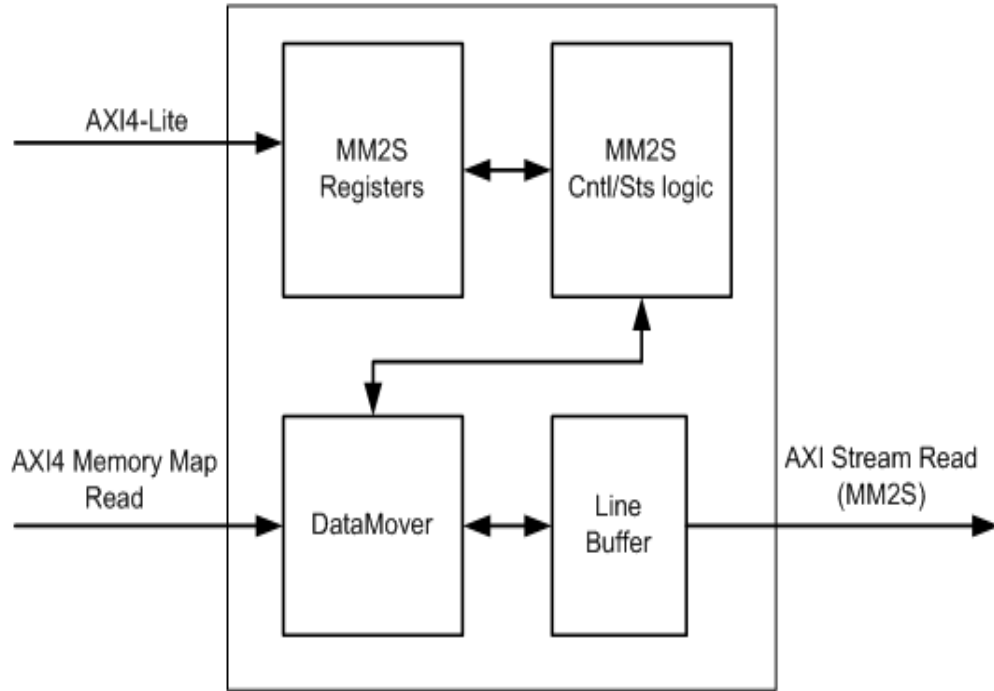 AXI4-Lite
MM2S
Registers
MM2S
Cntl/Sts logic
AXI4 Memory Map
Read
DataMover
Line
Buffer
AXI Stream Read
(MM2S)